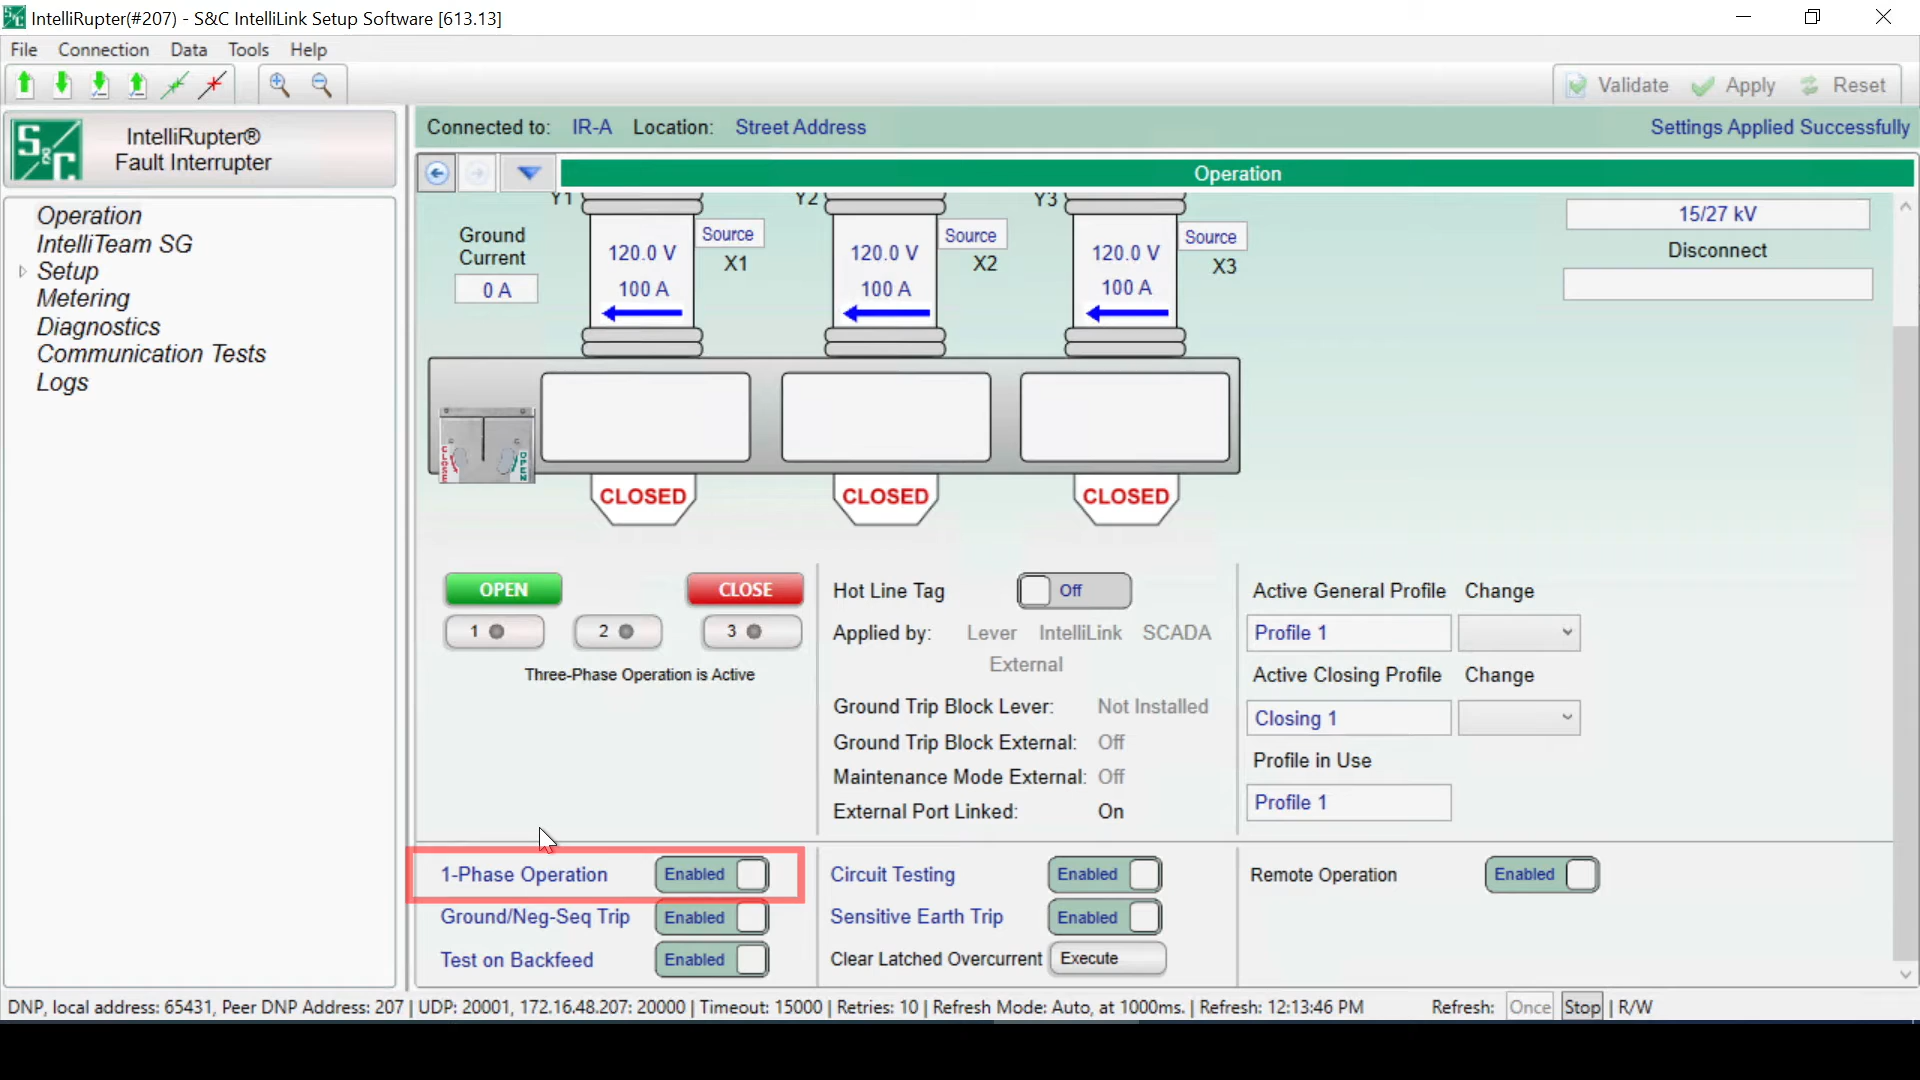 IntelliRupter(#207) - S&C IntelliLink Setup Software [613.13]
File Connection Data Tools Help
Validate Apply Reset
S&C
IntelliRupter®
Fault Interrupter
Connected to: IR-A Location: Street Address Settings Applied Successfully
Operation
Operation
IntelliTeam SG
Setup
Metering
Diagnostics
Communication Tests
Logs
Y1 Y2 Y3
Ground
Current
0 A
120.0 V
100 A
Source
X1
120.0 V
100 A
Source
X2
120.0 V
100 A
Source
X3
15/27 kV
Disconnect
CLOSE
OPEN
CLOSED CLOSED CLOSED
OPEN CLOSE
1 2 3
Three-Phase Operation is Active
Hot Line Tag Off
Applied by: Lever IntelliLink SCADA
External
Ground Trip Block Lever: Not Installed
Ground Trip Block External: Off
Maintenance Mode External: Off
External Port Linked: On
Active General Profile Change
Profile 1
Active Closing Profile Change
Closing 1
Profile in Use
Profile 1
1-Phase Operation Enabled
Ground/Neg-Seq Trip Enabled
Test on Backfeed Enabled
Circuit Testing Enabled
Sensitive Earth Trip Enabled
Clear Latched Overcurrent Execute
Remote Operation Enabled
DNP, local address: 65431, Peer DNP Address: 207 | UDP: 20001, 172.16.48.207: 20000 | Timeout: 15000 | Retries: 10 | Refresh Mode: Auto, at 1000ms. | Refresh: 12:13:46 PM Refresh: Once Stop | R/W